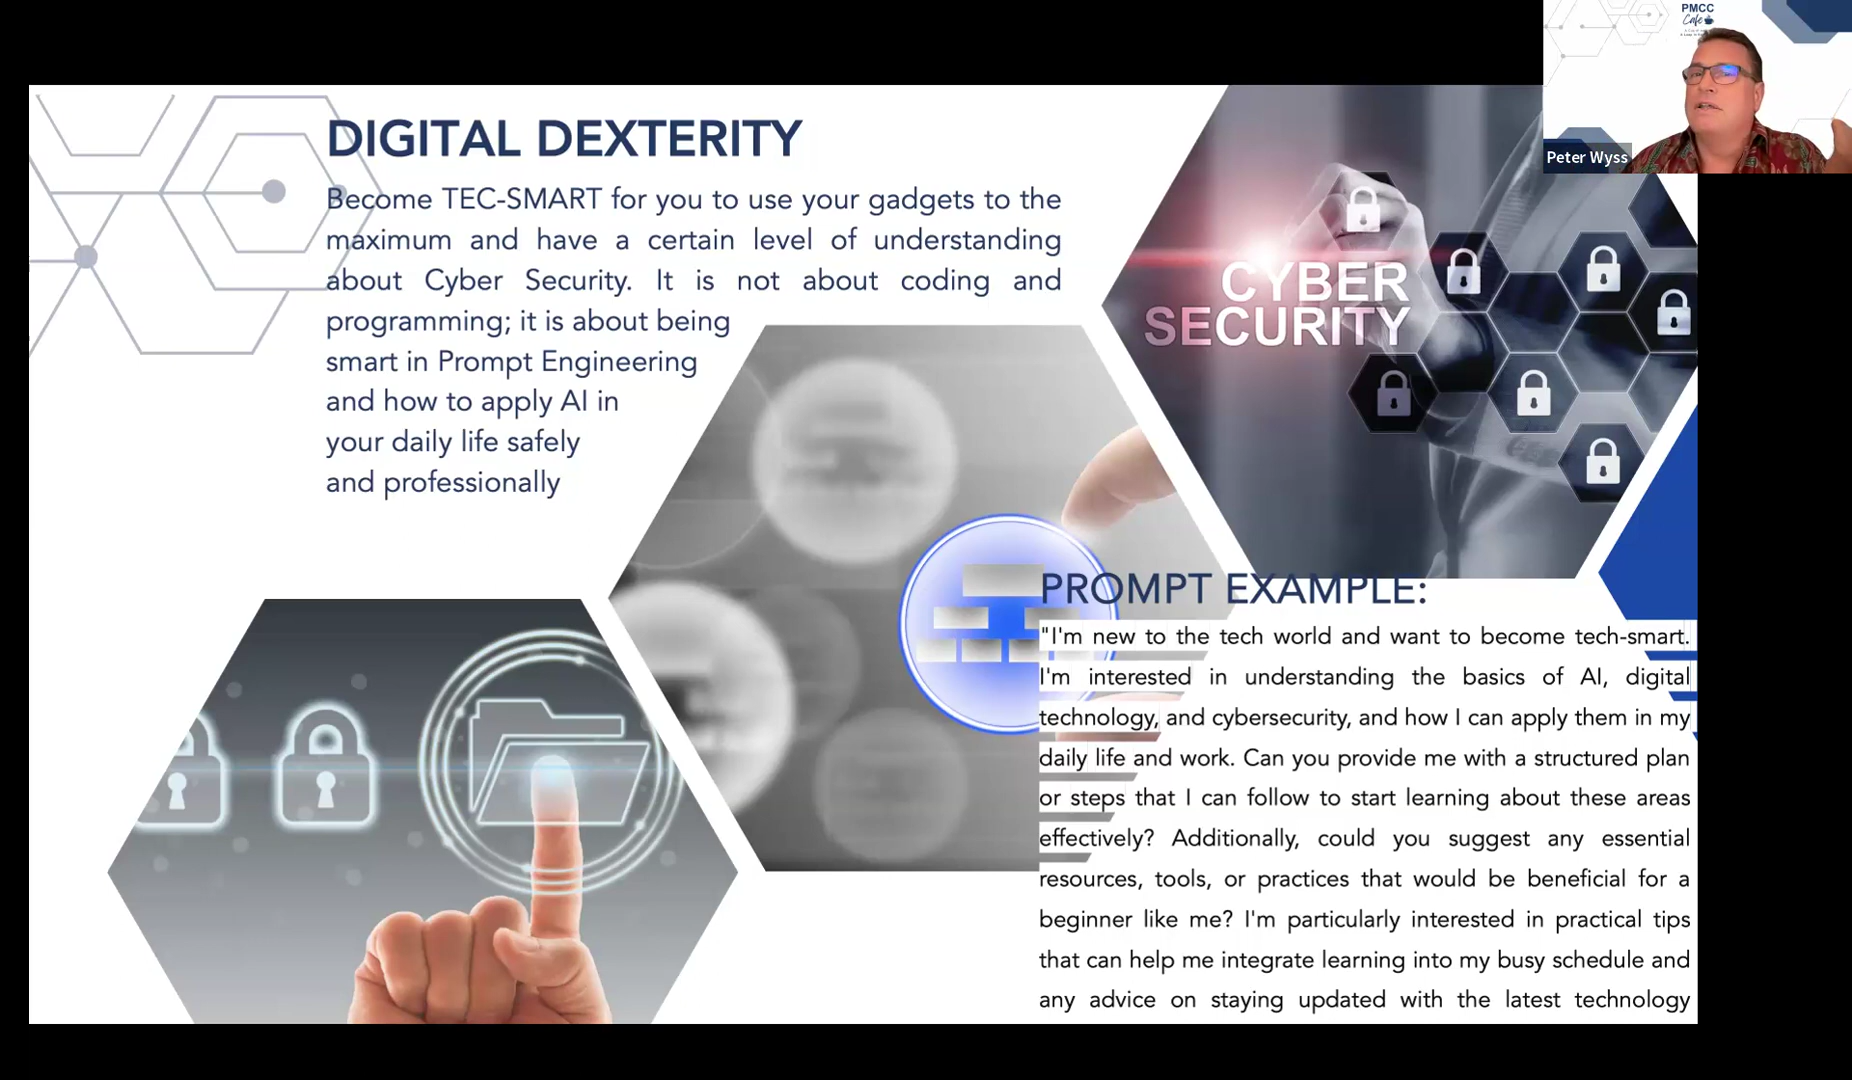 PMCC
Cafe
Peter Wyss
DIGITAL DEXTERITY
Become TEC-SMART for you to use your gadgets to the
maximum and have a certain level of understanding
about Cyber Security. It is not about coding and
programming; it is about being
smart in Prompt Engineering
and how to apply AI in
your daily life safely
and professionally
CYBER
SECURITY
PROMPT EXAMPLE:
"I'm new to the tech world and want to become tech-smart.
I'm interested in understanding the basics of AI, digital
technology, and cybersecurity, and how I can apply them in my
daily life and work. Can you provide me with a structured plan
or steps that I can follow to start learning about these areas
effectively? Additionally, could you suggest any essential
resources, tools, or practices that would be beneficial for a
beginner like me? I'm particularly interested in practical tips
that can help me integrate learning into my busy schedule and
any advice on staying updated with the latest technology